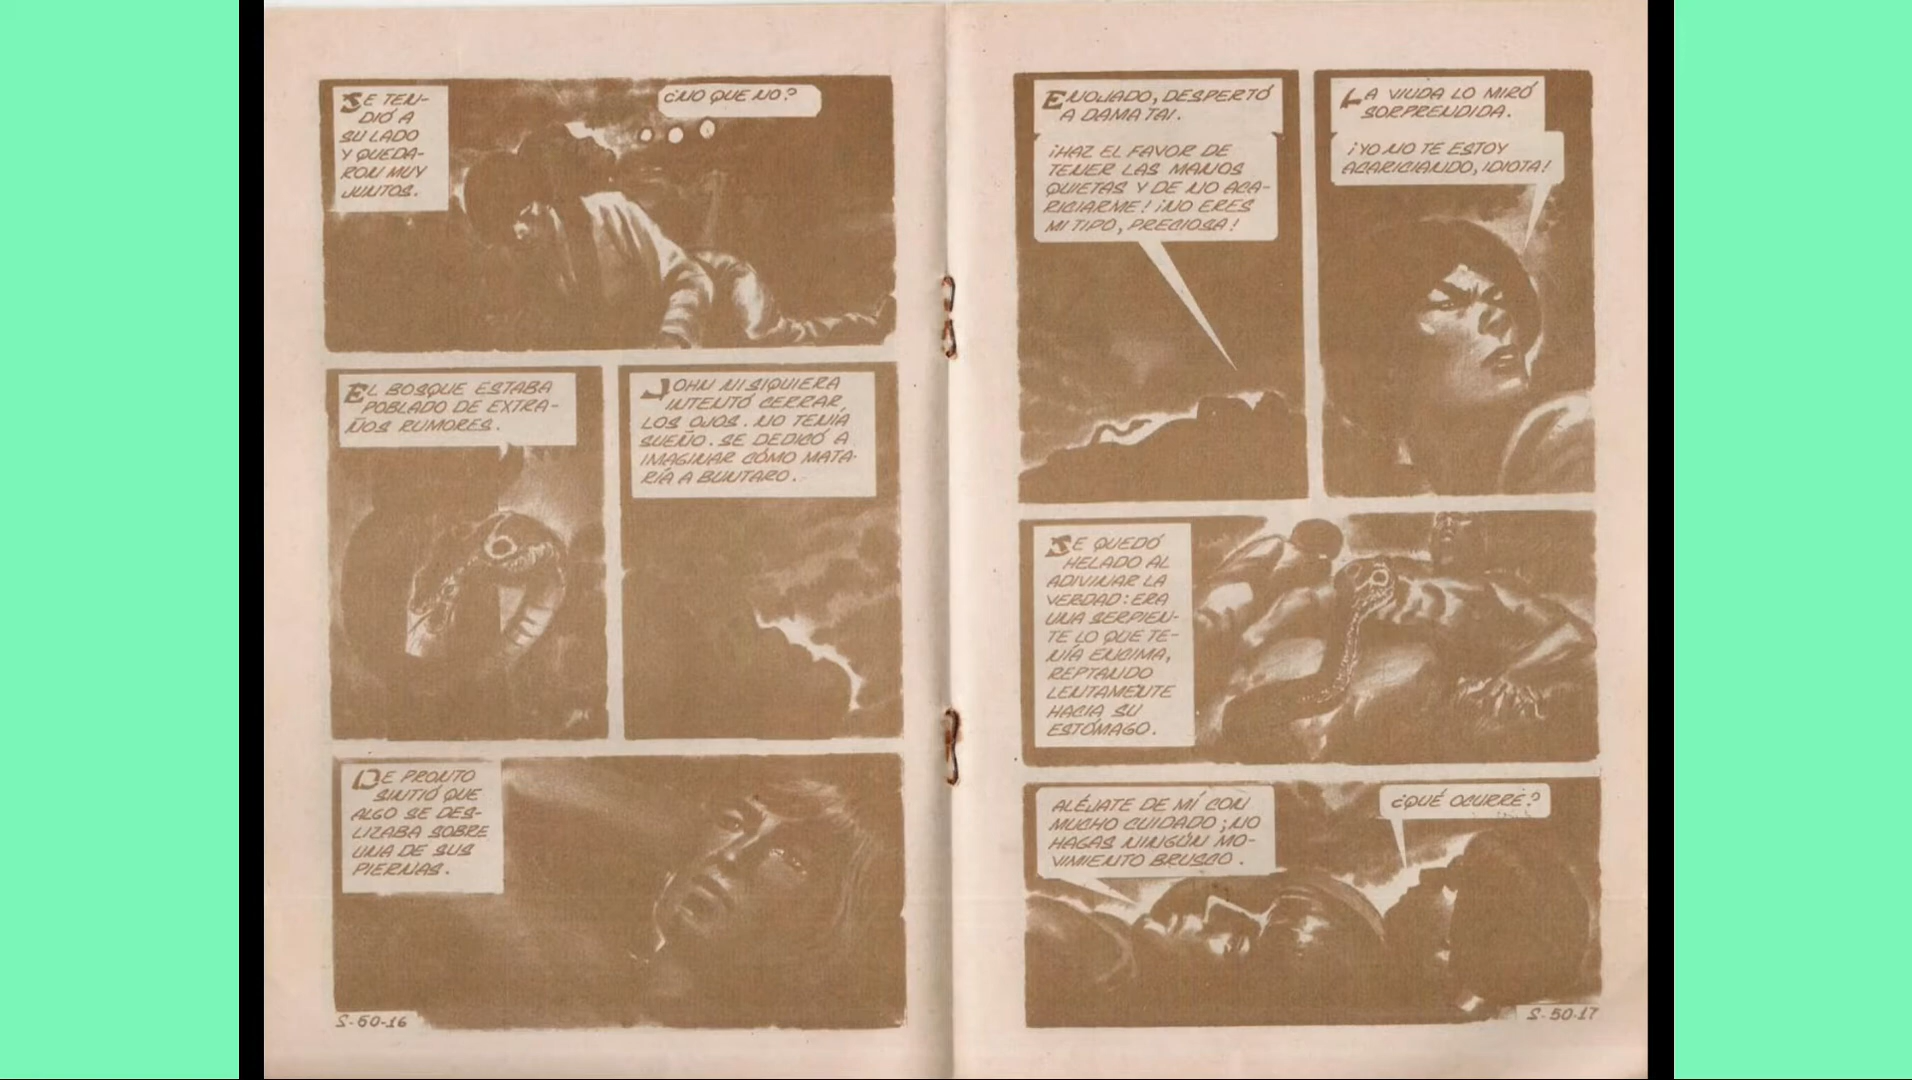 SE TEN-
DIÓ A
SU LADO
Y QUEDA-
RON MUY
JUNTOS.
¿NO QUE NO?
EL BOSQUE ESTABA
POBLADO DE EXTRA-
ÑOS RUMORES.
JOHN NI SIQUIERA
INTENTÓ CERRAR
LOS OJOS. NO TENÍA
SUEÑO. SE DEDICÓ A
IMAGINAR CÓMO MATA-
RÍA A BUNTARO.
DE PRONTO
SINTIÓ QUE
ALGO SE DES-
LIZABA SOBRE
UNA DE SUS
PIERNAS.
S-50-16
ENOJADO, DESPERTÓ
A DAMA TAI.
¡HAZ EL FAVOR DE
TENER LAS MANOS
QUIETAS Y DE NO ACA-
RICIARME! ¡NO ERES
MI TIPO, PRECIOSA!
LA VIUDA LO MIRÓ
SORPRENDIDA.
¡YO NO TE ESTOY
ACARICIANDO, IDIOTA!
SE QUEDÓ
HELADO AL
ADIVINAR LA
VERDAD: ERA
UNA SERPIEN-
TE LO QUE TE-
NÍA ENCIMA,
REPTANDO
LENTAMENTE
HACIA SU
ESTÓMAGO.
ALÉJATE DE MÍ CON
MUCHO CUIDADO; NO
HAGAS NINGÚN MO-
VIMIENTO BRUSCO.
¿QUÉ OCURRE?
S-50-17